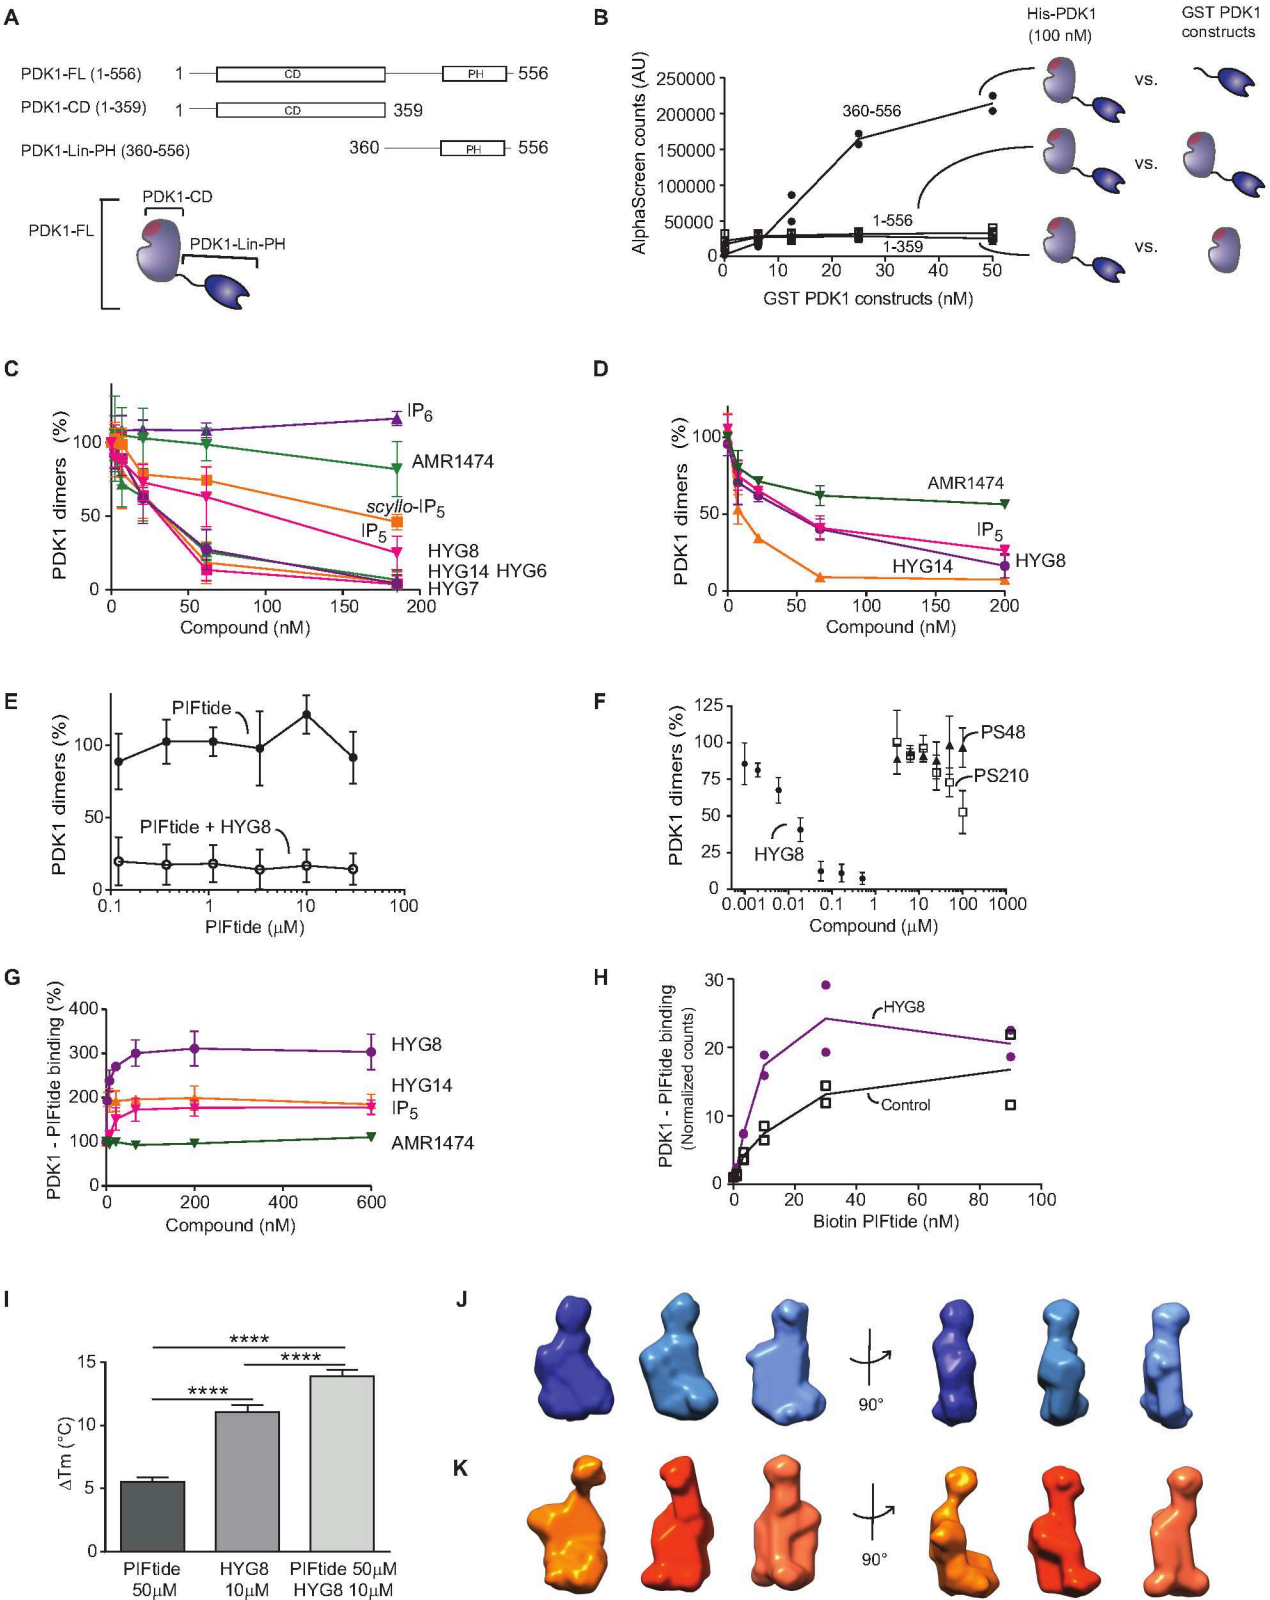 A
PDK1-FL (1-556) 1 CD PH 556
PDK1-CD (1-359) 1 CD 359
PDK1-Lin-PH (360-556) 360 PH 556
PDK1-CD
PDK1-FL
PDK1-Lin-PH
B
His-PDK1
(100 nM)
GST PDK1
constructs
AlphaScreen counts (AU)
250000
200000
150000
100000
50000
0
360-556
1-556
1-359
vs.
vs.
vs.
0 10 20 30 40 50
GST PDK1 constructs (nM)
C
PDK1 dimers (%)
100
50
0
IP6
AMR1474
scyllo-IP5
IP5
HYG8
HYG14 HYG6
HYG7
0 50 100 150 200
Compound (nM)
D
PDK1 dimers (%)
100
50
0
AMR1474
IP5
HYG14
HYG8
0 50 100 150 200
Compound (nM)
E
PDK1 dimers (%)
100
50
0
PIFtide
PIFtide + HYG8
0.1 1 10 100
PIFtide (µM)
F
PDK1 dimers (%)
125
100
75
50
25
0
PS48
PS210
HYG8
0.001 0.01 0.1 1 10 100 1000
Compound (µM)
G
PDK1 - PIFtide binding (%)
400
300
200
100
0
HYG8
HYG14
IP5
AMR1474
0 200 400 600
Compound (nM)
H
PDK1 - PIFtide binding
(Normalized counts)
30
20
10
0
HYG8
Control
0 20 40 60 80 100
Biotin PIFtide (nM)
I
ΔTm (°C)
15
10
5
0
****
****
****
PIFtide
50µM
HYG8
10µM
PIFtide 50µM
HYG8 10µM
J
90°
K
90°